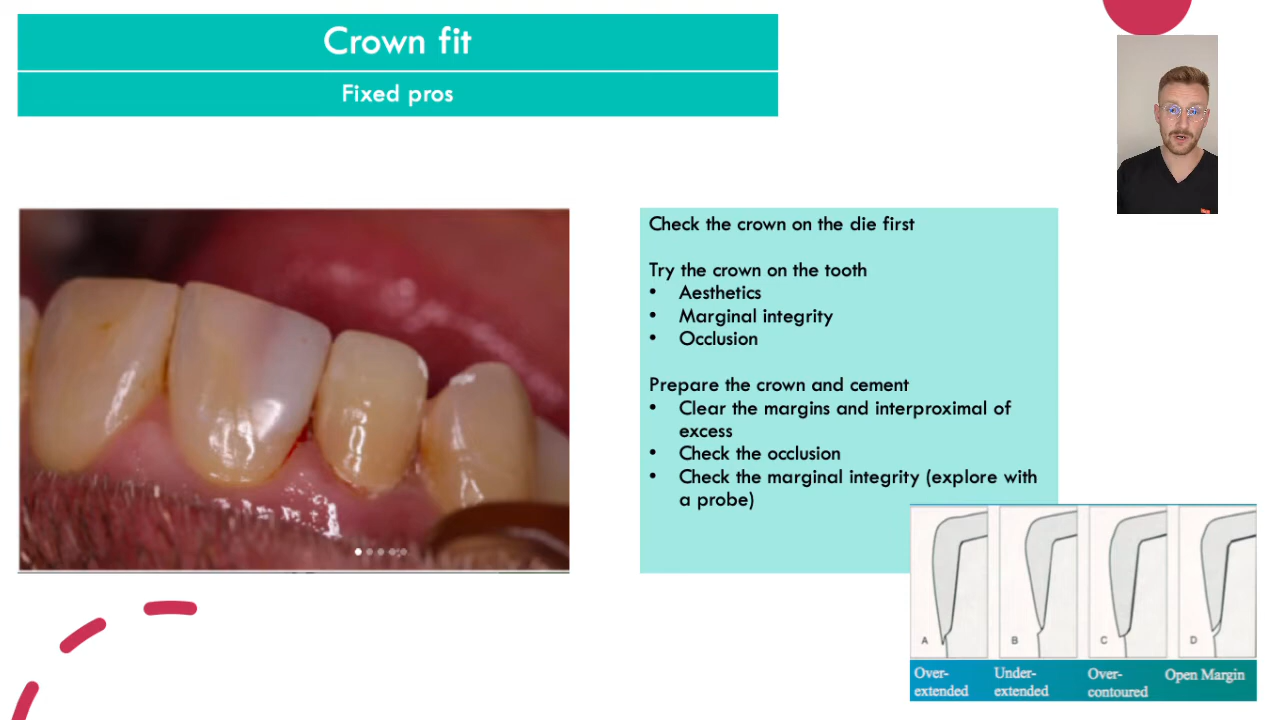 Crown fit
Fixed pros
Check the crown on the die first
Try the crown on the tooth
• Aesthetics
• Marginal integrity
• Occlusion
Prepare the crown and cement
• Clear the margins and interproximal of
excess
• Check the occlusion
• Check the marginal integrity (explore with
a probe)
A
B
C
D
Over-
extended
Under-
extended
Over-
contoured
Open Margin